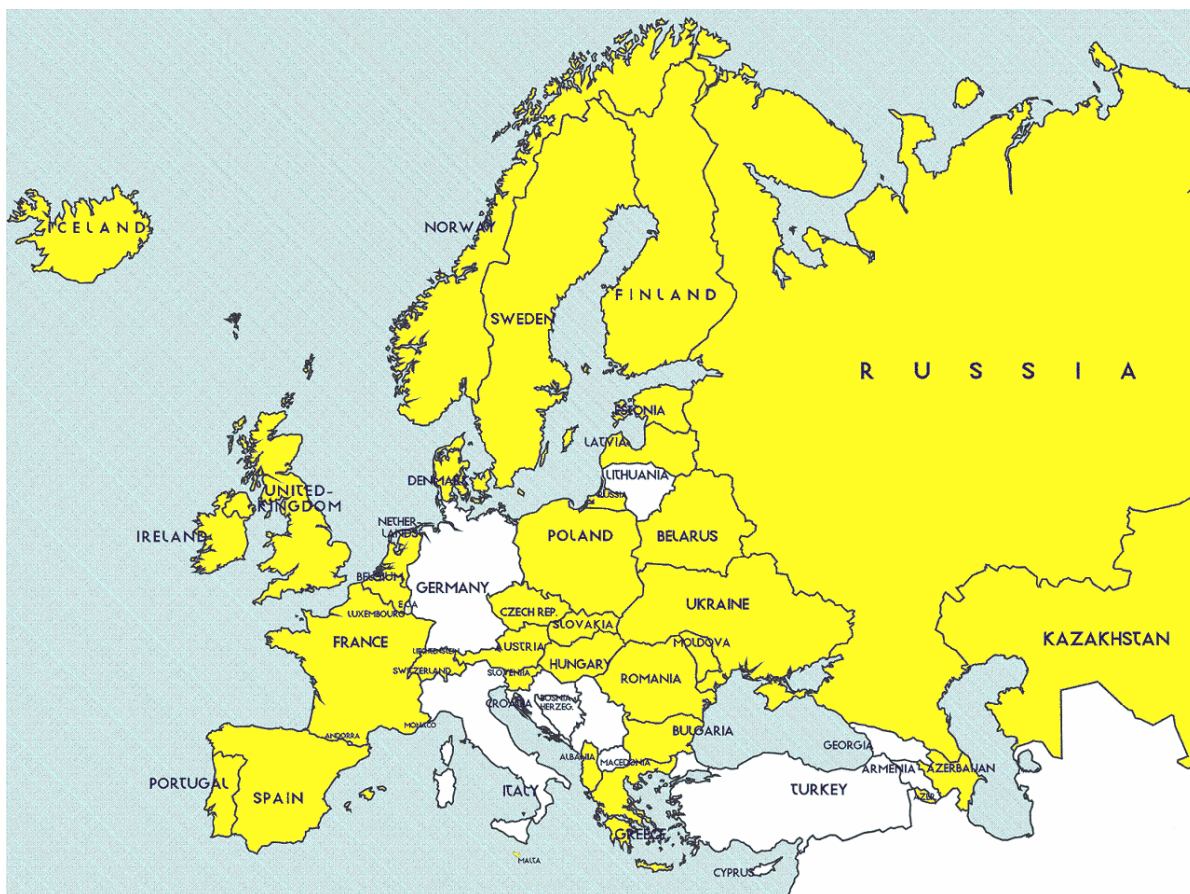 ICELAND
NORWAY
FINLAND
SWEDEN
RUSSIA
ESTONIA
LATVIA
LITHUANIA
RUSSIA
DENMARK
UNITED-
KINGDOM
IRELAND
NETHER-
LANDS
POLAND
BELARUS
BELGIUM
GERMANY
LUXEMBOURG
CZECH REP.
UKRAINE
SLOVAKIA
FRANCE
KAZAKHSTAN
MOLDOVA
AUSTRIA
LIECHTENSTEIN
HUNGARY
SWITZERLAND
SLOVENIIA
ROMANIA
CROATIA
BOSNIA
HERZEG.
MONACO
BULGARIA
ANDORRA
GEORGIA
ALBANIA
MACEDONIA
ARMENIA
AZERBAIJAN
PORTUGAL
SPAIN
ITALY
TURKEY
AZER.
GREECE
MALTA
CYPRUS